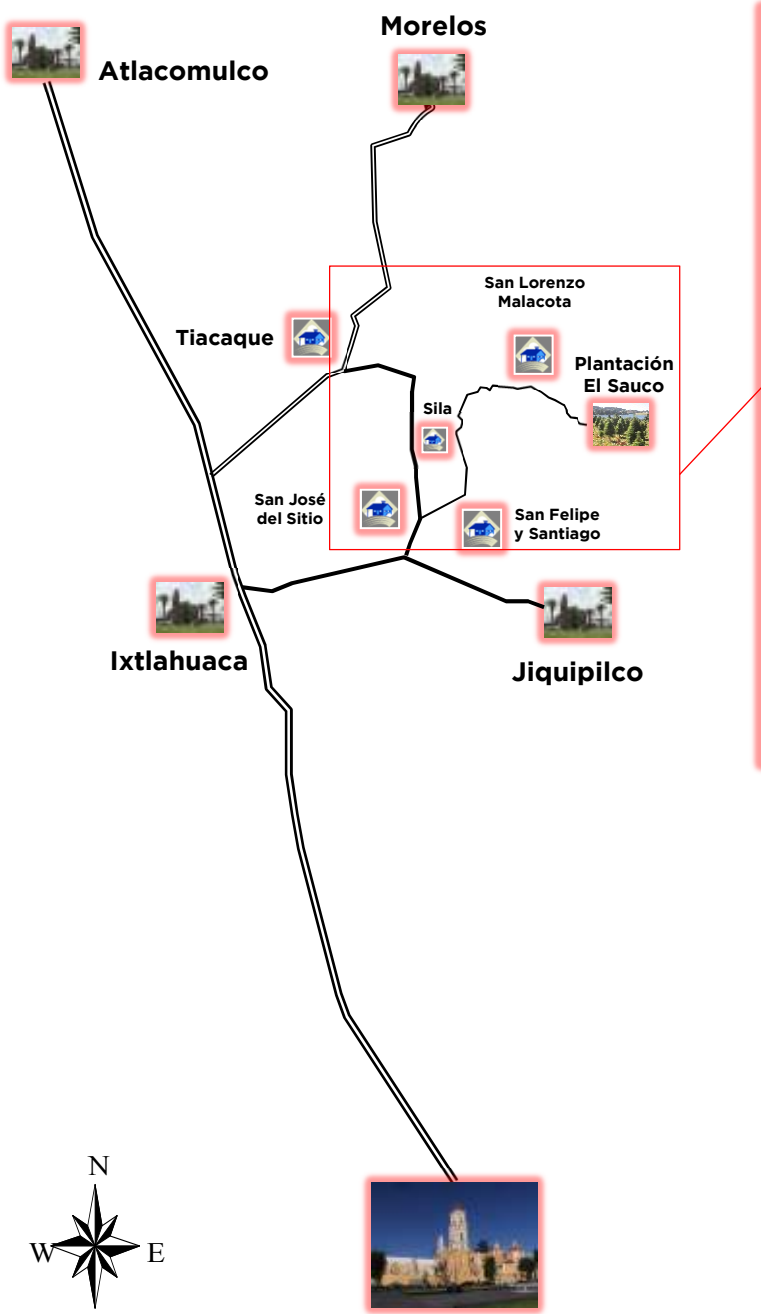 Morelos
Atlacomulco
San Lorenzo
Malacota
Tiacaque
Plantación
El Sauco
Sila
San José
del Sitio
San Felipe
y Santiago
Ixtlahuaca
Jiquipilco
N
W
E